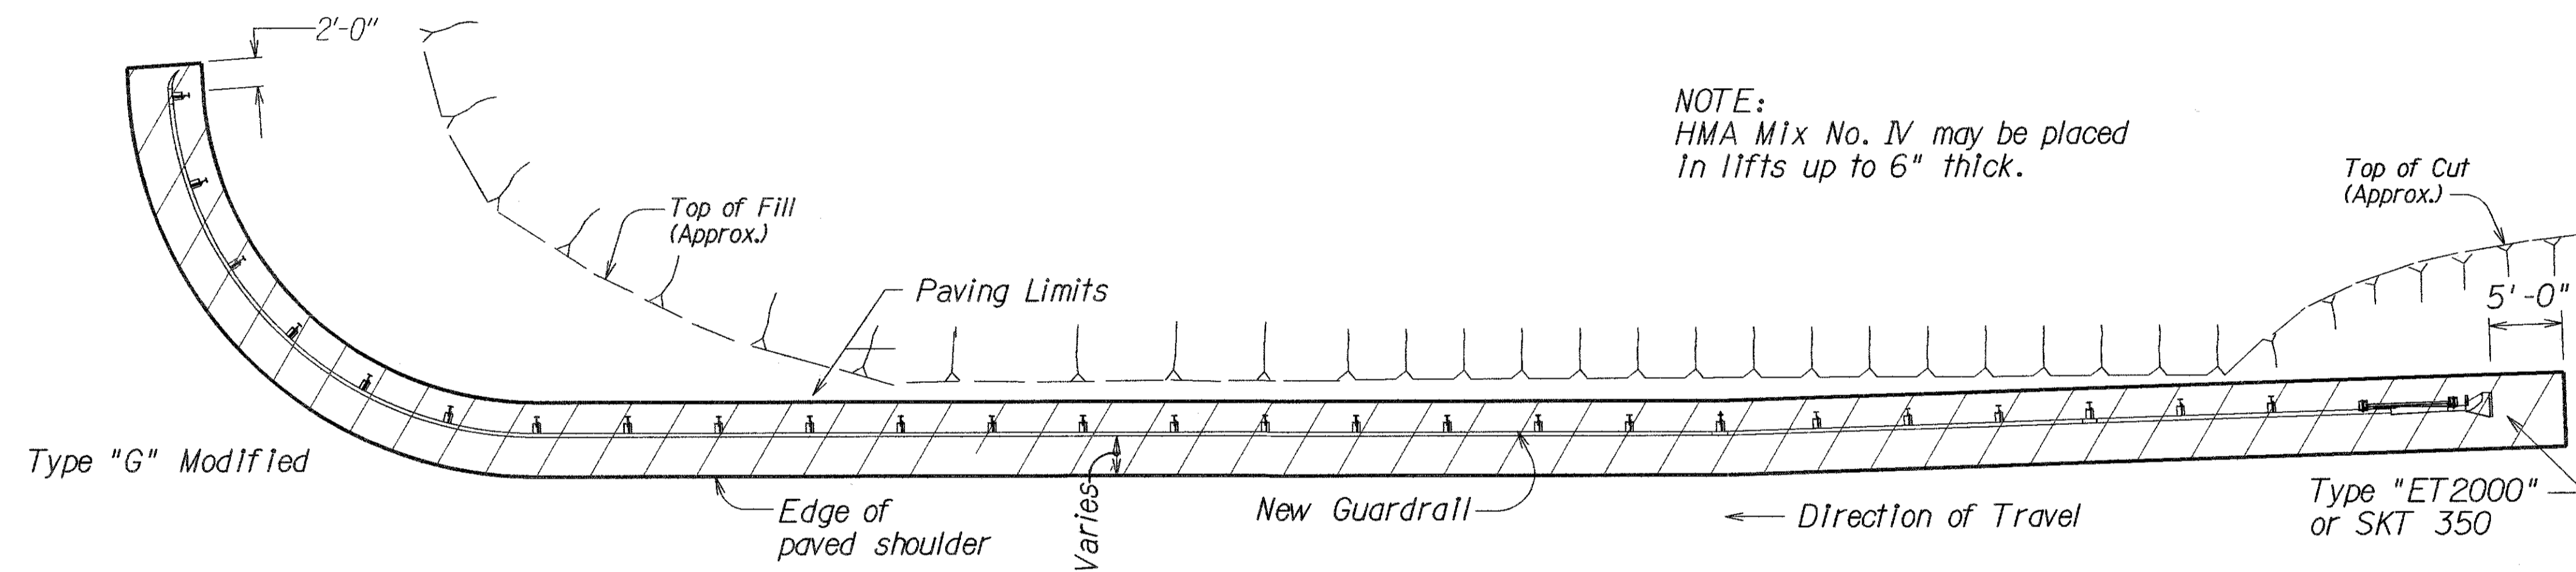 2'-0"
NOTE:
HMA Mix No. IV may be placed
in lifts up to 6" thick.
Top of Cut
(Approx.)
Top of Fill
(Approx.)
Paving Limits
5'-0"
Type "G" Modified
Edge of
paved shoulder
Varies
New Guardrail
Direction of Travel
Type "ET2000"
or SKT 350